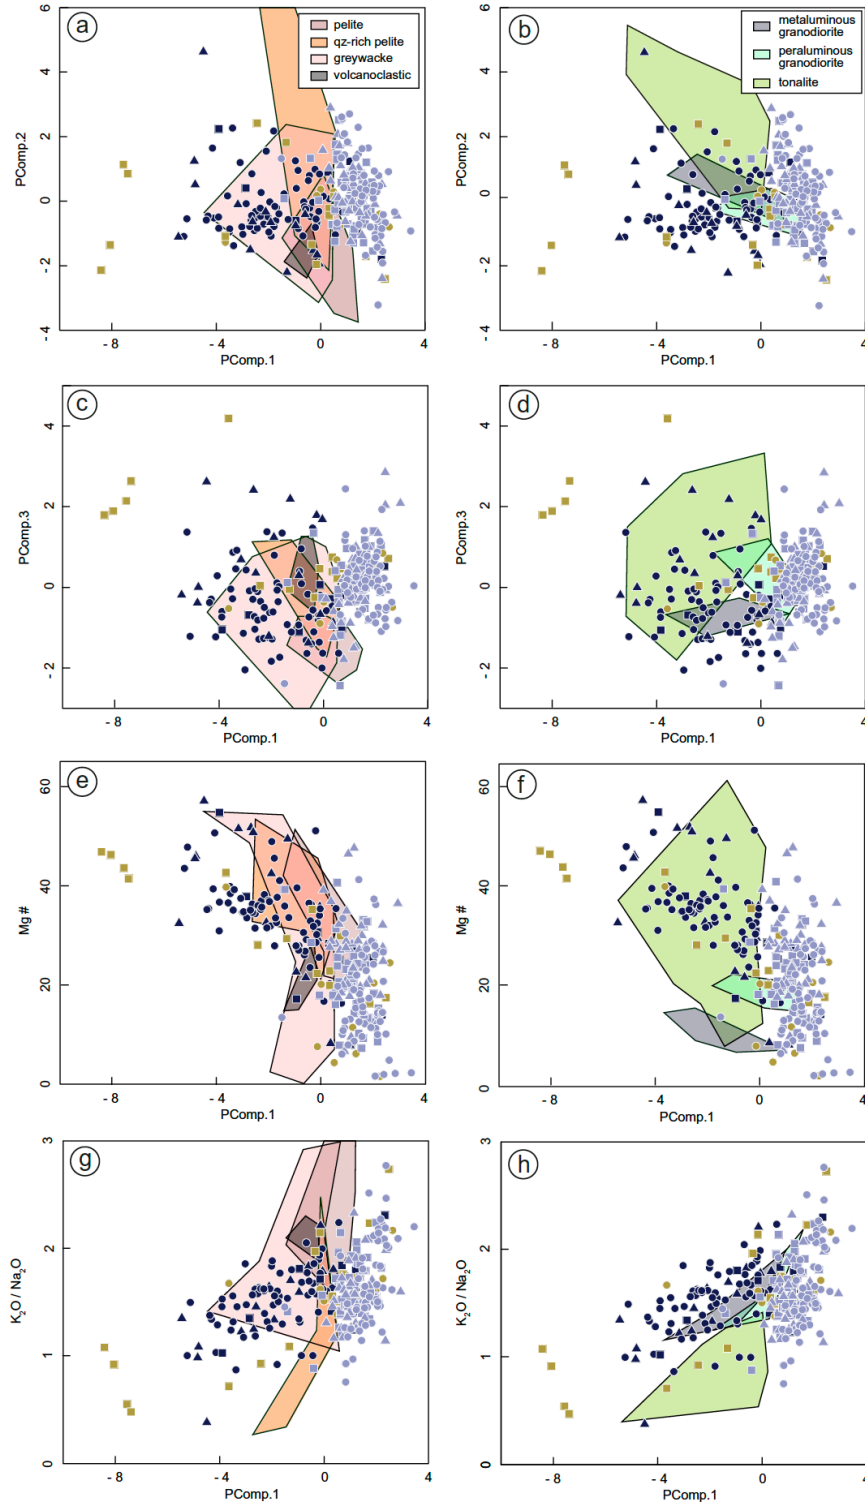 a
pelite
qz-rich pelite
greywacke
volcanoclastic
6
4
2
0
- 2
- 4
PComp.2
- 8
- 4
0
4
PComp.1
b
metaluminous
granodiorite
peraluminous
granodiorite
tonalite
6
4
2
0
- 2
- 4
PComp.2
- 8
- 4
0
4
PComp.1
c
4
2
0
- 2
PComp.3
- 8
- 4
0
4
PComp.1
d
4
2
0
- 2
PComp.3
- 8
- 4
0
4
PComp.1
e
60
40
20
0
Mg #
- 8
- 4
0
4
PComp.1
f
60
40
20
0
Mg #
- 8
- 4
0
4
PComp.1
g
3
2
1
0
K₂O / Na₂O
- 8
- 4
0
4
PComp.1
h
3
2
1
0
K₂O / Na₂O
- 8
- 4
0
4
PComp.1